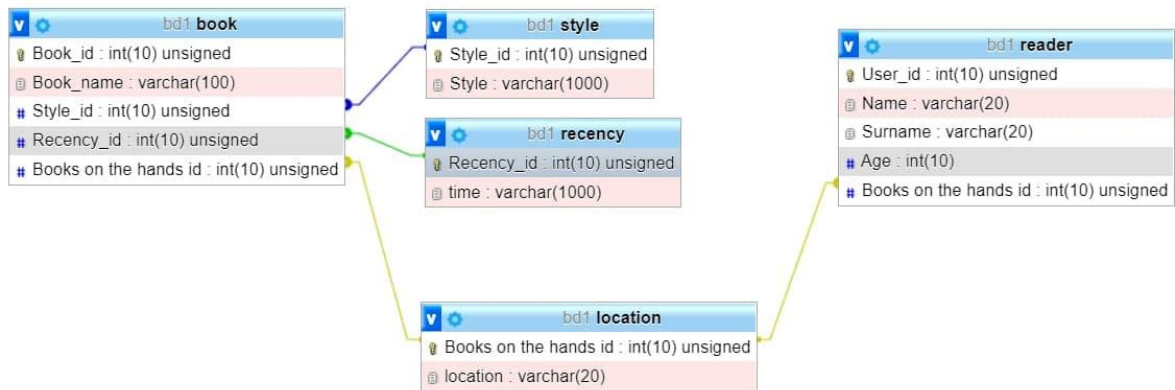 bd1 book
Book_id : int(10) unsigned
Book_name : varchar(100)
# Style_id : int(10) unsigned
# Recency_id : int(10) unsigned
# Books on the hands id : int(10) unsigned
bd1 style
Style_id : int(10) unsigned
Style : varchar(1000)
bd1 recency
Recency_id : int(10) unsigned
time : varchar(1000)
bd1 reader
User_id : int(10) unsigned
Name : varchar(20)
Surname : varchar(20)
# Age : int(10)
# Books on the hands id : int(10) unsigned
bd1 location
Books on the hands id : int(10) unsigned
location : varchar(20)